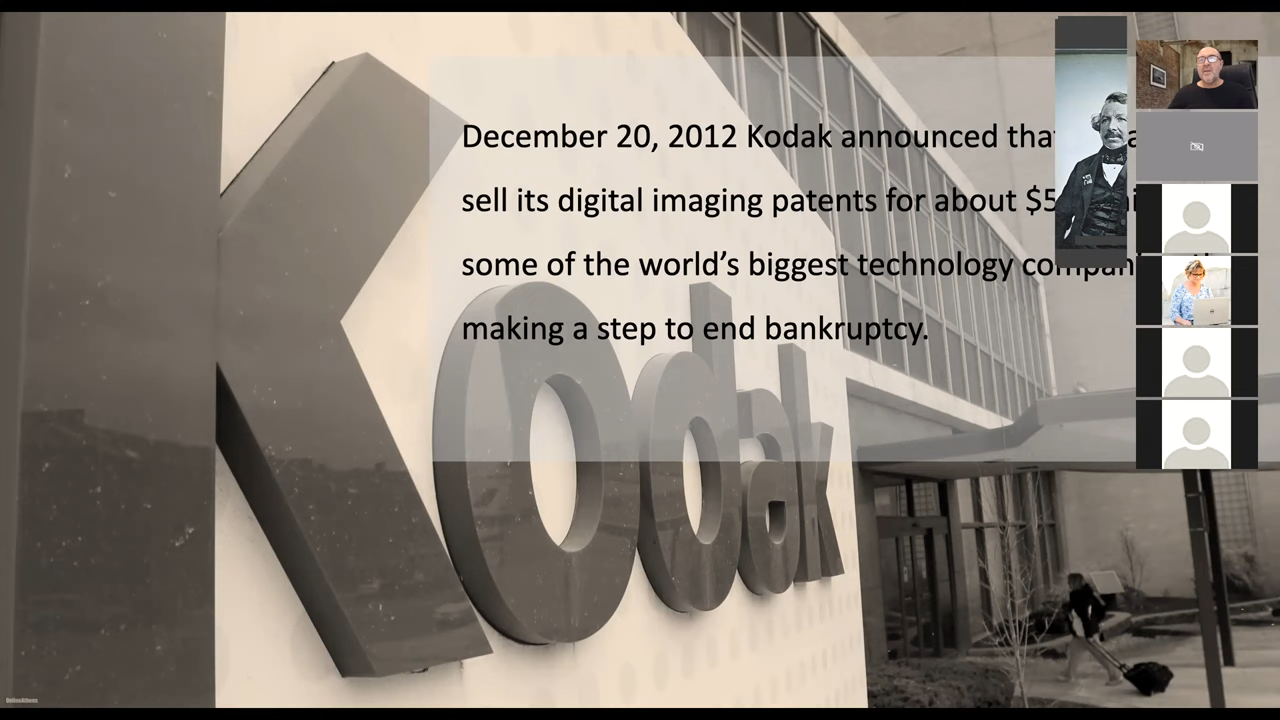 December 20, 2012 Kodak announced
sell its digital imaging patents for about
some of the world’s biggest technology
making a step to end bankruptcy.
Kodak